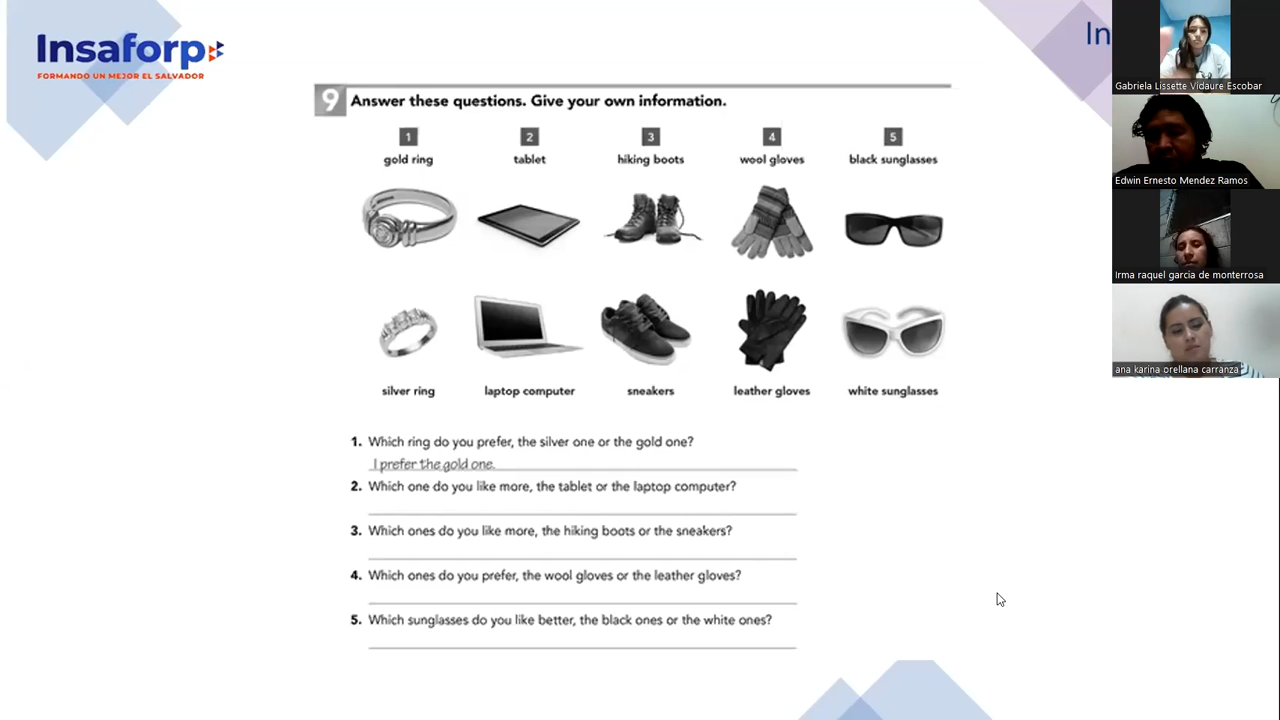 Insaforp
FORMANDO UN MEJOR EL SALVADOR
In
9 Answer these questions. Give your own information.
1 2 3 4 5
gold ring tablet hiking boots wool gloves black sunglasses
silver ring laptop computer sneakers leather gloves white sunglasses
1. Which ring do you prefer, the silver one or the gold one?
I prefer the gold one.
2. Which one do you like more, the tablet or the laptop computer?
3. Which ones do you like more, the hiking boots or the sneakers?
4. Which ones do you prefer, the wool gloves or the leather gloves?
5. Which sunglasses do you like better, the black ones or the white ones?
Gabriela Lissette Vidaure Escobar
Edwin Ernesto Mendez Ramos
Irma raquel garcia de monterrosa
ana karina orellana carranza